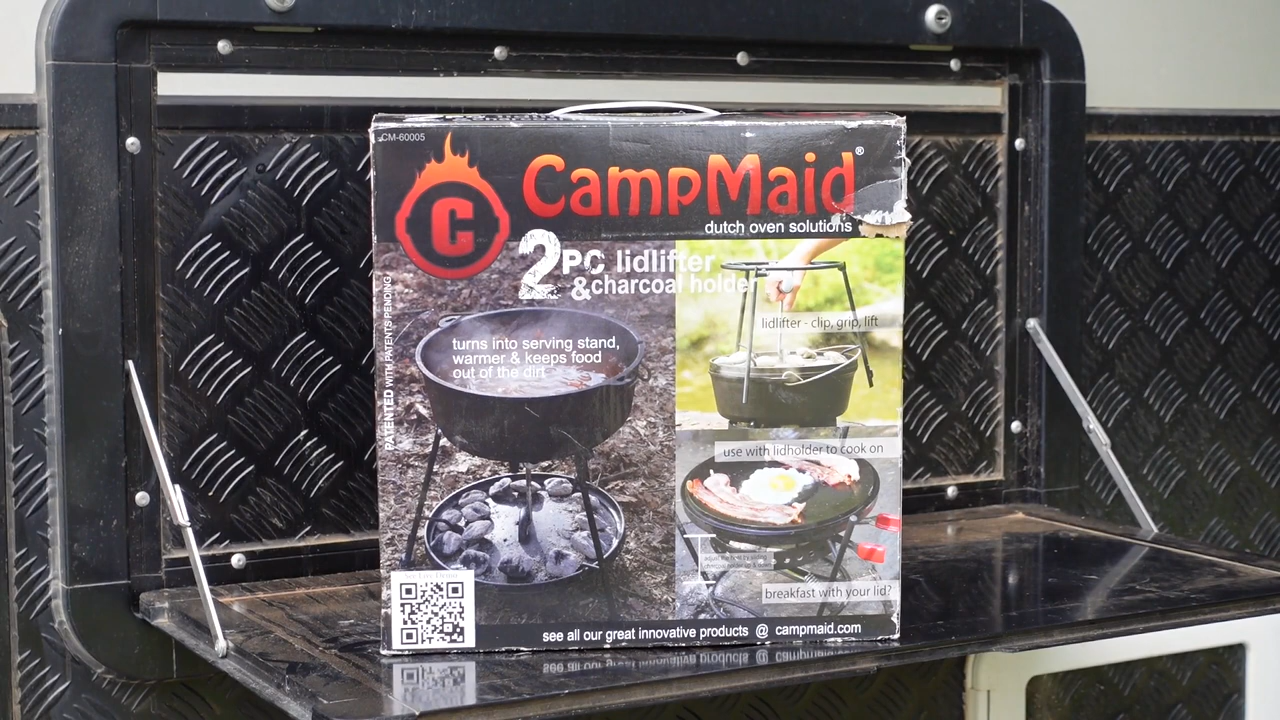 CM-60005
CampMaid®
C
dutch oven solutions
2PC lidlifter
&charcoal holder
PATENTED WITH PATENTS PENDING
turns into serving stand,
warmer & keeps food
out of the dirt
lidlifter - clip, grip, lift
use with lidholder to cook on
breakfast with your lid?
see all our great innovative products @ campmaid.com